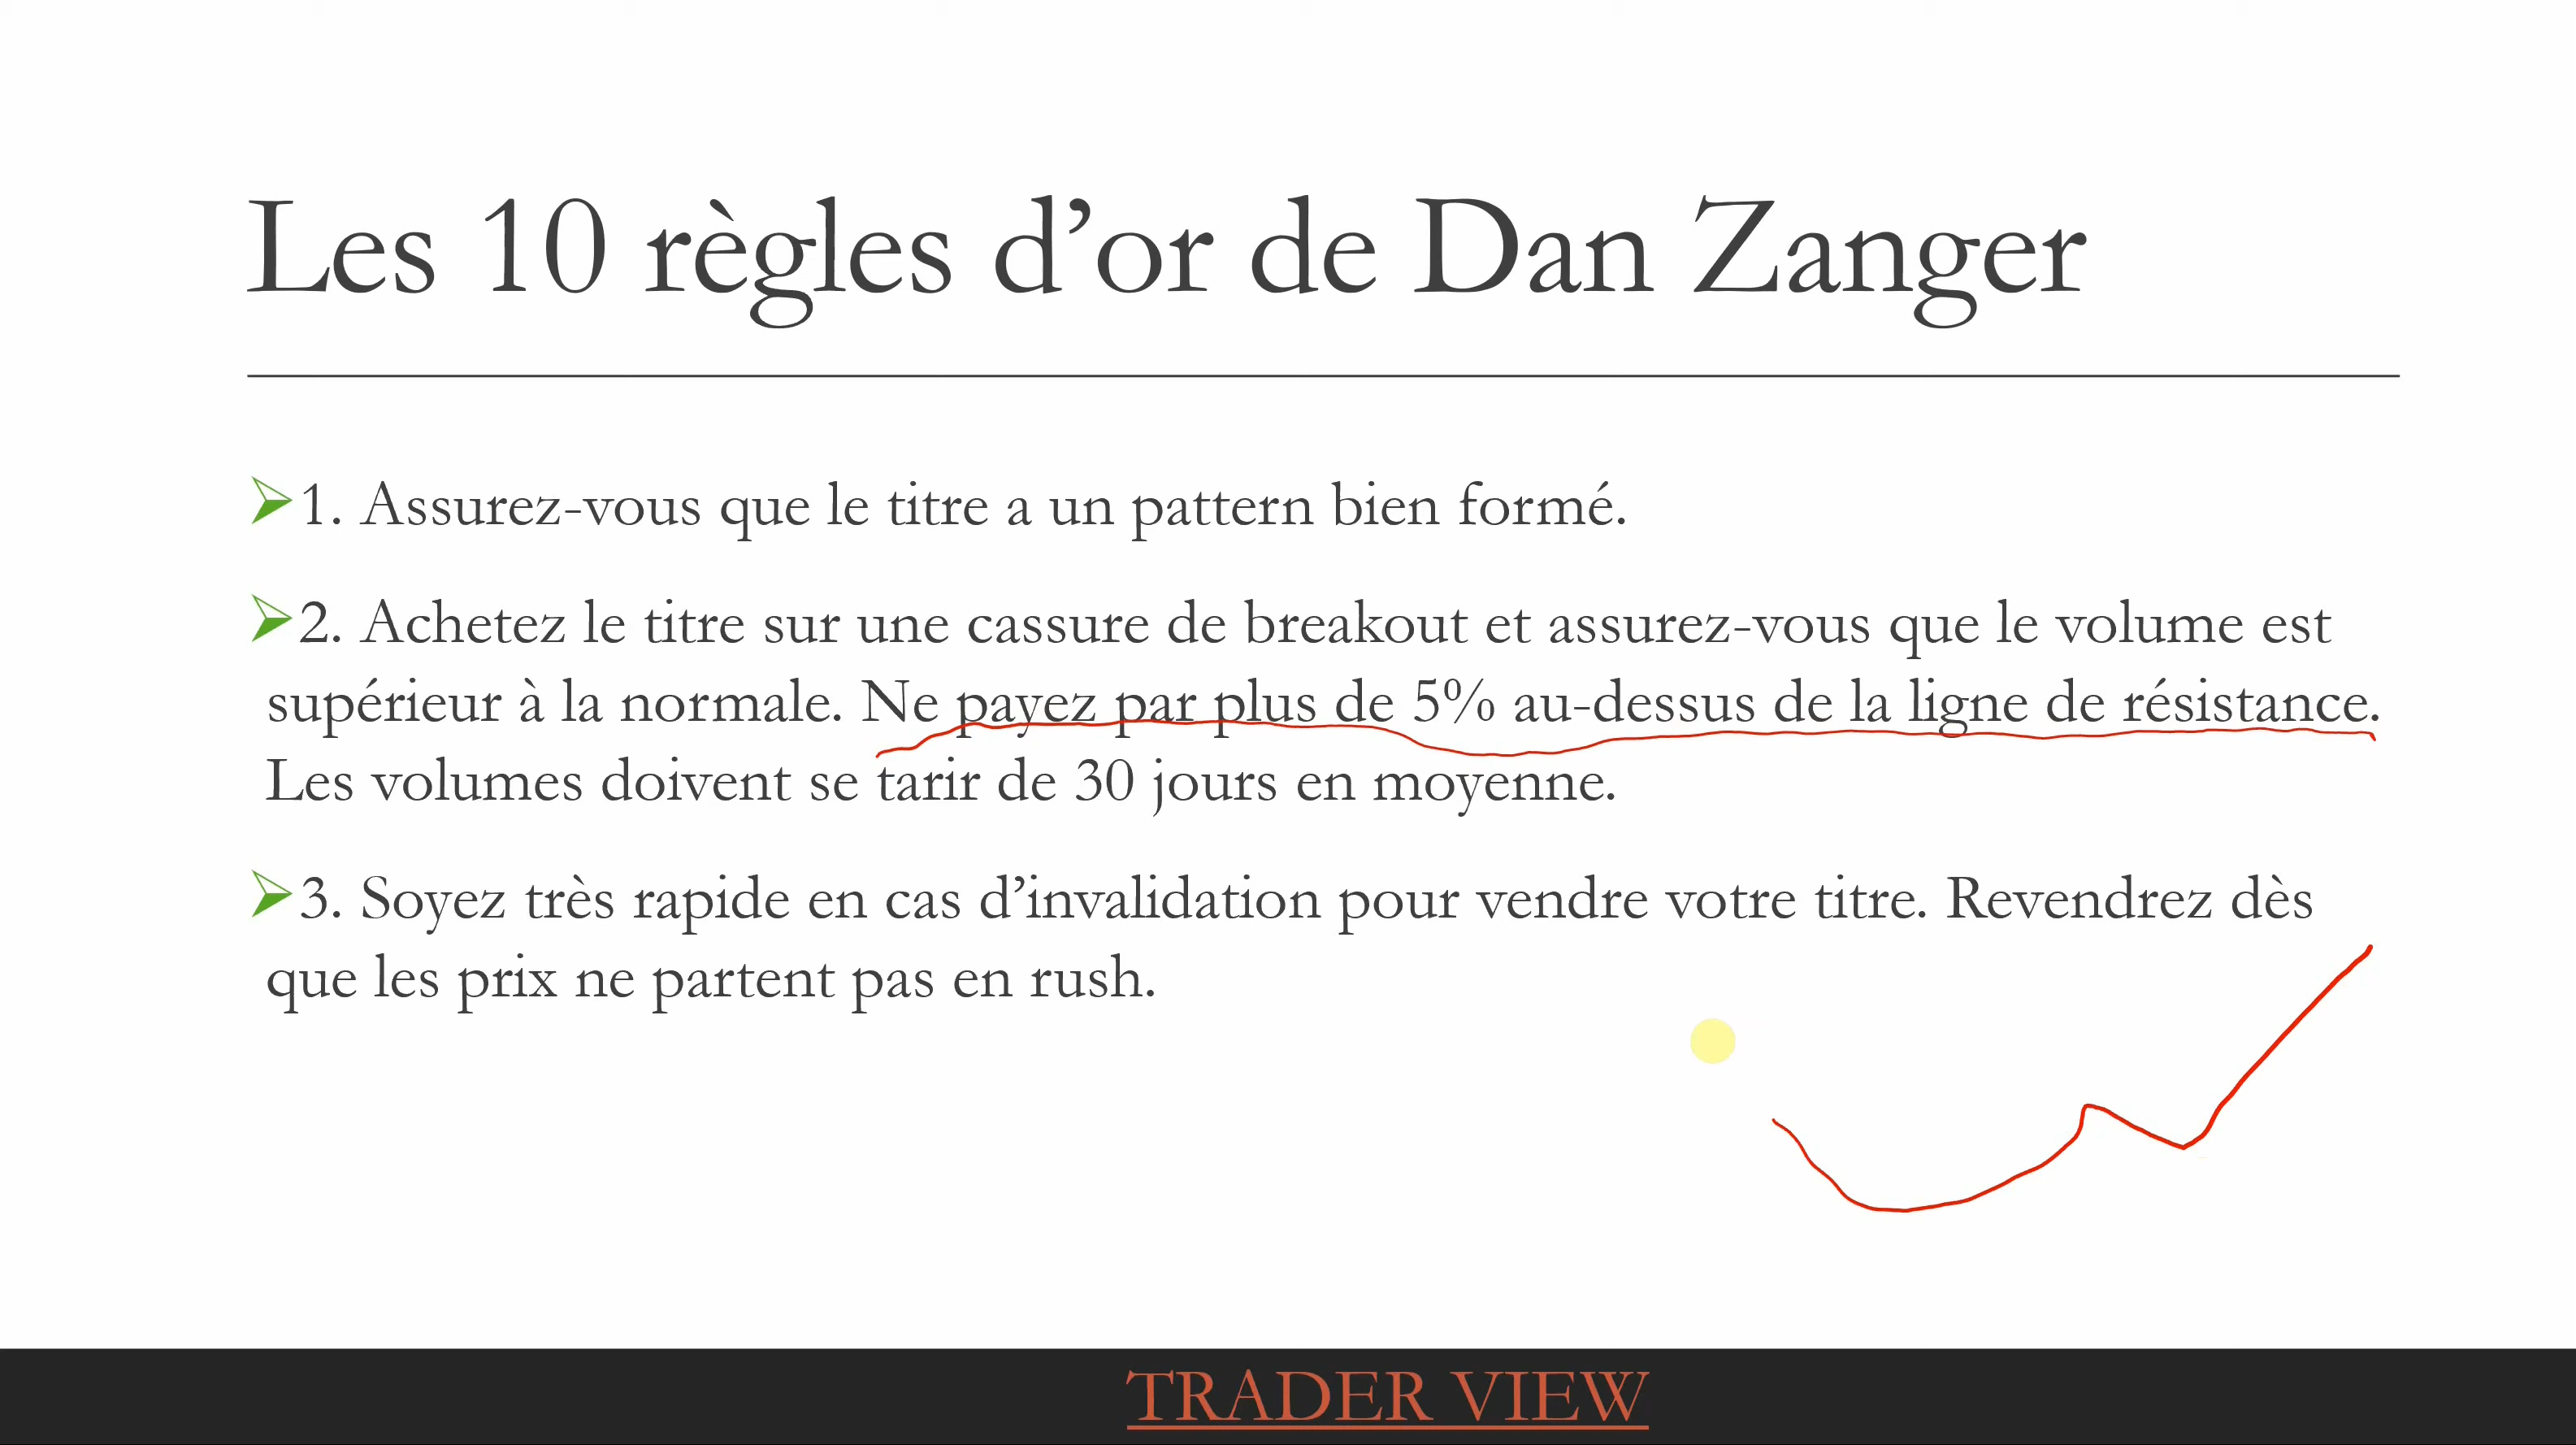 Les 10 règles d’or de Dan Zanger
1. Assurez-vous que le titre a un pattern bien formé.
2. Achetez le titre sur une cassure de breakout et assurez-vous que le volume est
supérieur à la normale. Ne payez par plus de 5% au-dessus de la ligne de résistance.
Les volumes doivent se tarir de 30 jours en moyenne.
3. Soyez très rapide en cas d’invalidation pour vendre votre titre. Revendrez dès
que les prix ne partent pas en rush.
TRADER VIEW